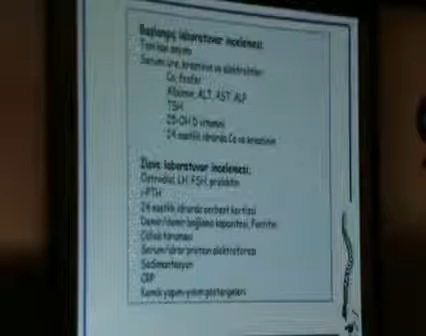 Başlangıç laboratuvar incelemesi:
Tam kan sayımı
Serum üre, kreatinin ve elektrolitler
Ca, fosfor
Albümin, ALT, AST, ALP
TSH
25-OH D vitamini
24 saatlik idrarda Ca ve kreatinin
İlave laboratuvar incelemesi:
Östradiol, LH, FSH, prolaktin
i-PTH
24 saatlik idrarda serbest kortizol
Demir/demir bağlama kapasitesi, Ferritin
Çölyak taraması
Serum/idrar protein elektroforezi
Sedimantasyon
CRP
Kemik yapım-yıkım göstergeleri